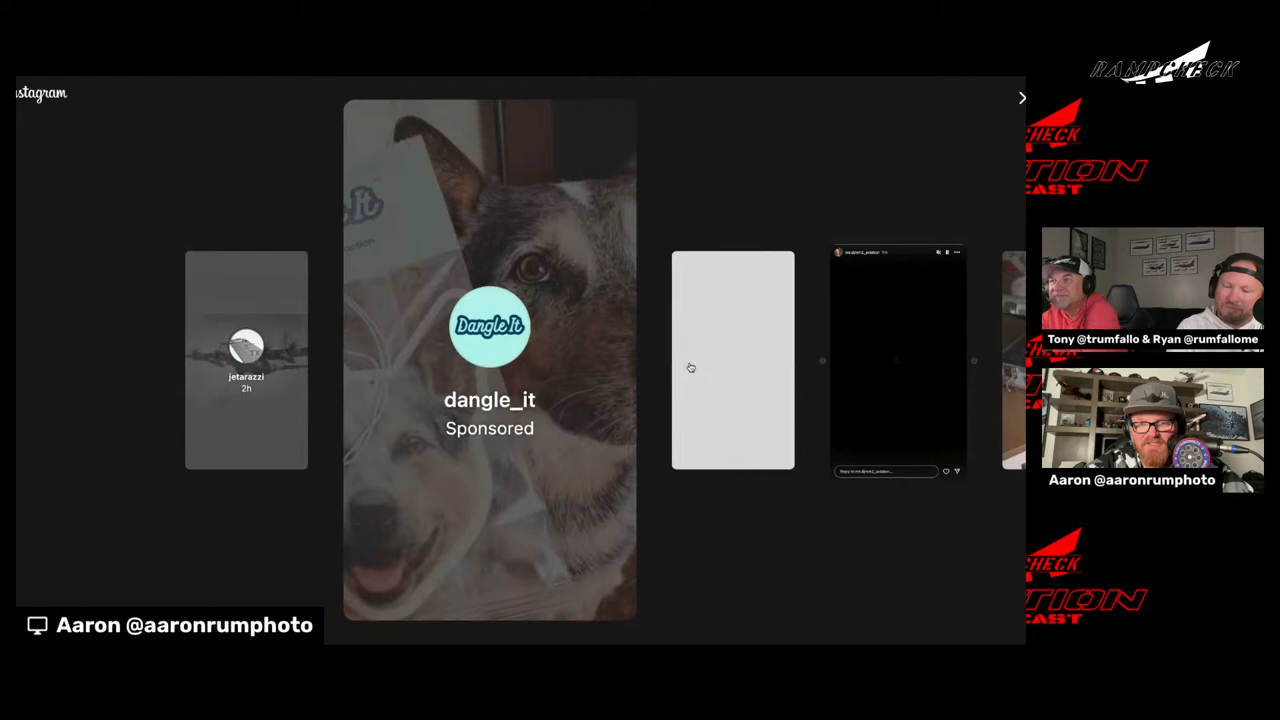 RAMPCHECK
stagram
CHECK
TION
CAST
It
dangle_it
Sponsored
Dangle It
jetarazzi
2h
Tony @trumfallo & Ryan @rumfallome
Aaron @aaronrumphoto
Aaron @aaronrumphoto
CHECK
TION
CAST